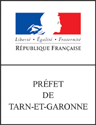 Liberté • Égalité • Fraternité
RÉPUBLIQUE FRANÇAISE
PRÉFET
DE
TARN-ET-GARONNE